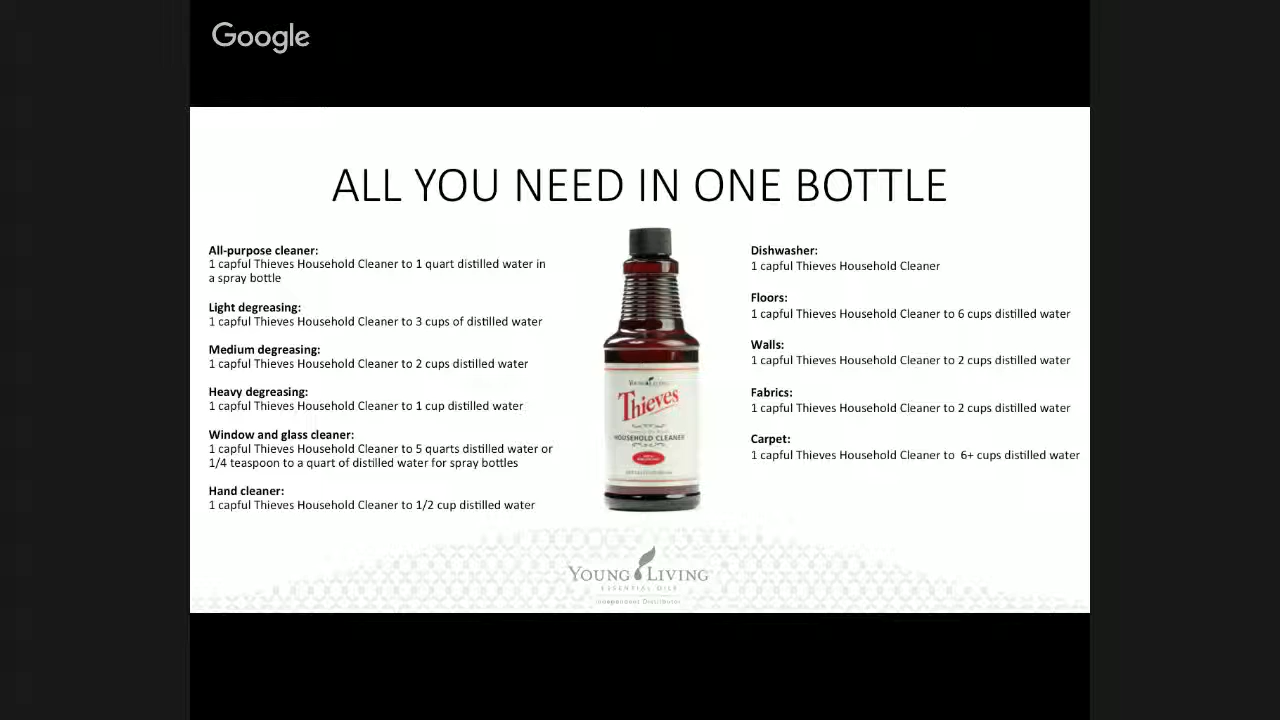 Google
ALL YOU NEED IN ONE BOTTLE
All-purpose cleaner:
1 capful Thieves Household Cleaner to 1 quart distilled water in
a spray bottle
Light degreasing:
1 capful Thieves Household Cleaner to 3 cups of distilled water
Medium degreasing:
1 capful Thieves Household Cleaner to 2 cups distilled water
Heavy degreasing:
1 capful Thieves Household Cleaner to 1 cup distilled water
Window and glass cleaner:
1 capful Thieves Household Cleaner to 5 quarts distilled water or
1/4 teaspoon to a quart of distilled water for spray bottles
Hand cleaner:
1 capful Thieves Household Cleaner to 1/2 cup distilled water
YOUNG LIVING
Thieves
HOUSEHOLD CLEANER
Dishwasher:
1 capful Thieves Household Cleaner
Floors:
1 capful Thieves Household Cleaner to 6 cups distilled water
Walls:
1 capful Thieves Household Cleaner to 2 cups distilled water
Fabrics:
1 capful Thieves Household Cleaner to 2 cups distilled water
Carpet:
1 capful Thieves Household Cleaner to  6+ cups distilled water
YOUNG LIVING
ESSENTIAL OILS
Independent Distributor